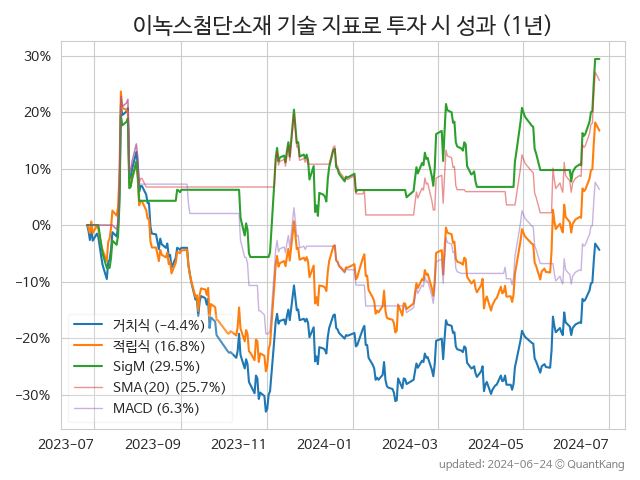 이녹스첨단소재 기술 지표로 투자 시 성과 (1년)
30%
20%
10%
0%
−10%
−20%
−30%
거치식 (−4.4%)
적립식 (16.8%)
SigM (29.5%)
SMA(20) (25.7%)
MACD (6.3%)
2023-07 2023-09 2023-11 2024-01 2024-03 2024-05 2024-07
updated: 2024-06-24 © QuantKang